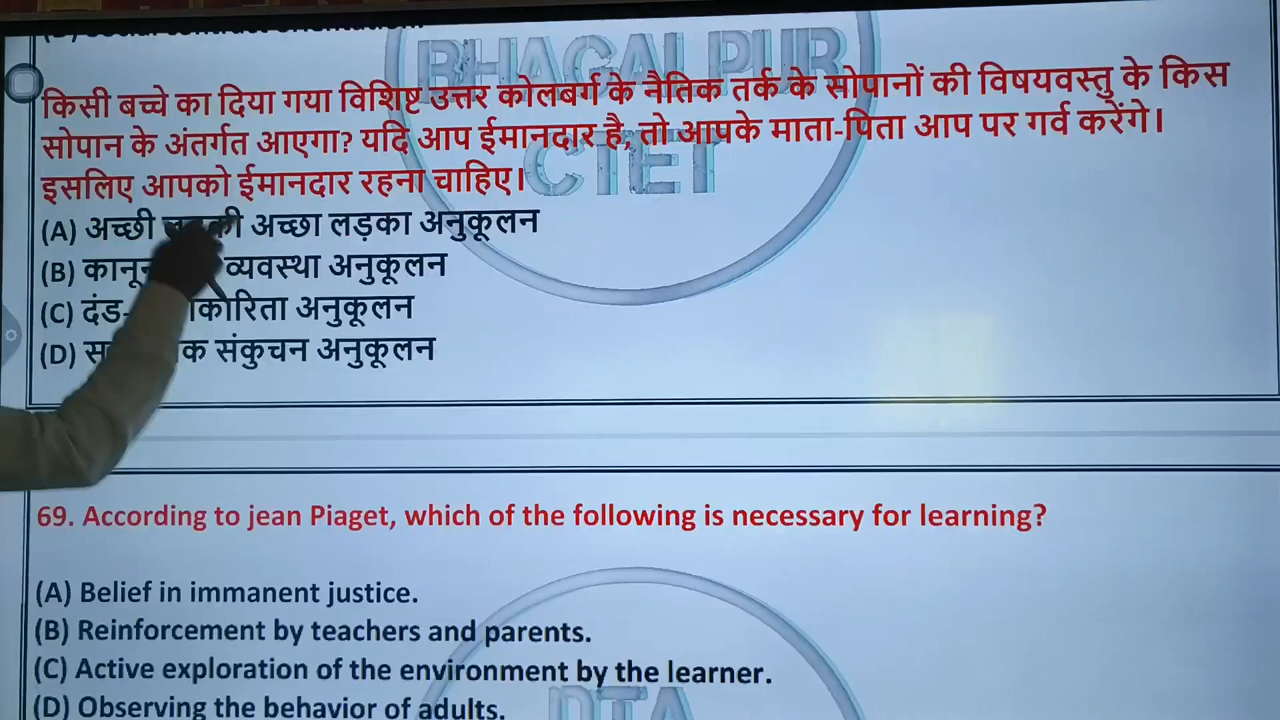 BHAGALPUR
CTET
किसी बच्चे का दिया गया विशिष्ट उत्तर कोलबर्ग के नैतिक तर्क के सोपानों की विषयवस्तु के किस
सोपान के अंतर्गत आएगा? यदि आप ईमानदार है, तो आपके माता-पिता आप पर गर्व करेंगे।
इसलिए आपको ईमानदार रहना चाहिए।
(A) अच्छी अच्छा लड़का अनुकूलन
(B) व्यवस्था अनुकूलन
(C) अनुकूलन
(D) संकुचन अनुकूलन
69. According to jean Piaget, which of the following is necessary for learning?
(A) Belief in immanent justice.
(B) Reinforcement by teachers and parents.
(C) Active exploration of the environment by the learner.
(D) Observing the behavior of adults.
DTA